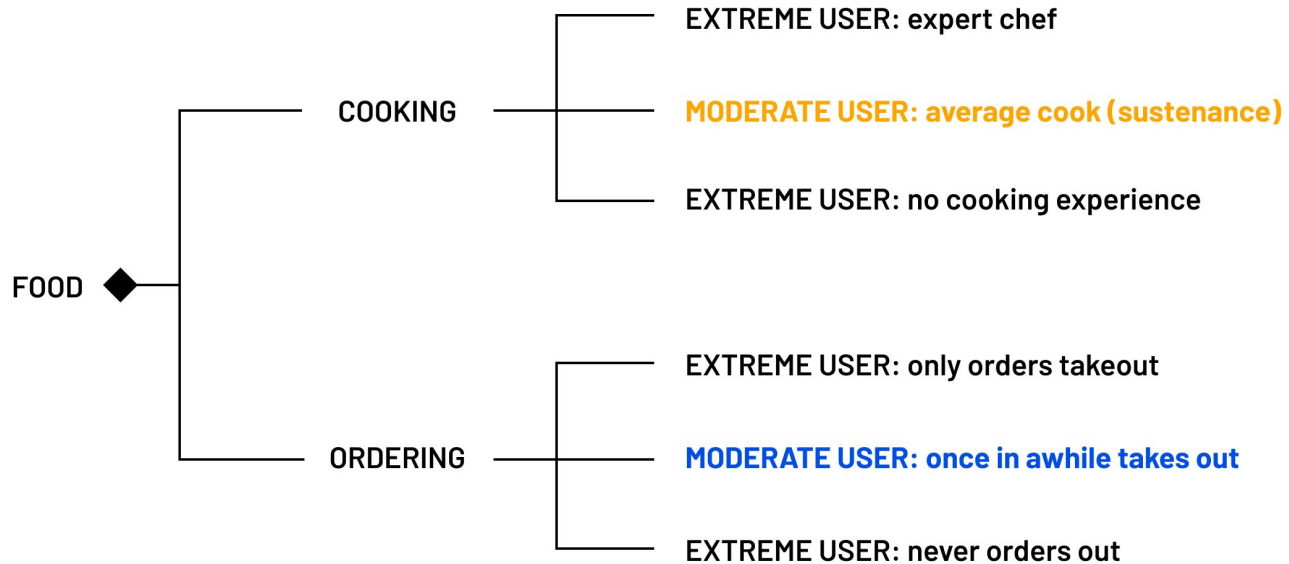 EXTREME USER: expert chef
COOKING
MODERATE USER: average cook (sustenance)
EXTREME USER: no cooking experience
FOOD
EXTREME USER: only orders takeout
ORDERING
MODERATE USER: once in awhile takes out
EXTREME USER: never orders out